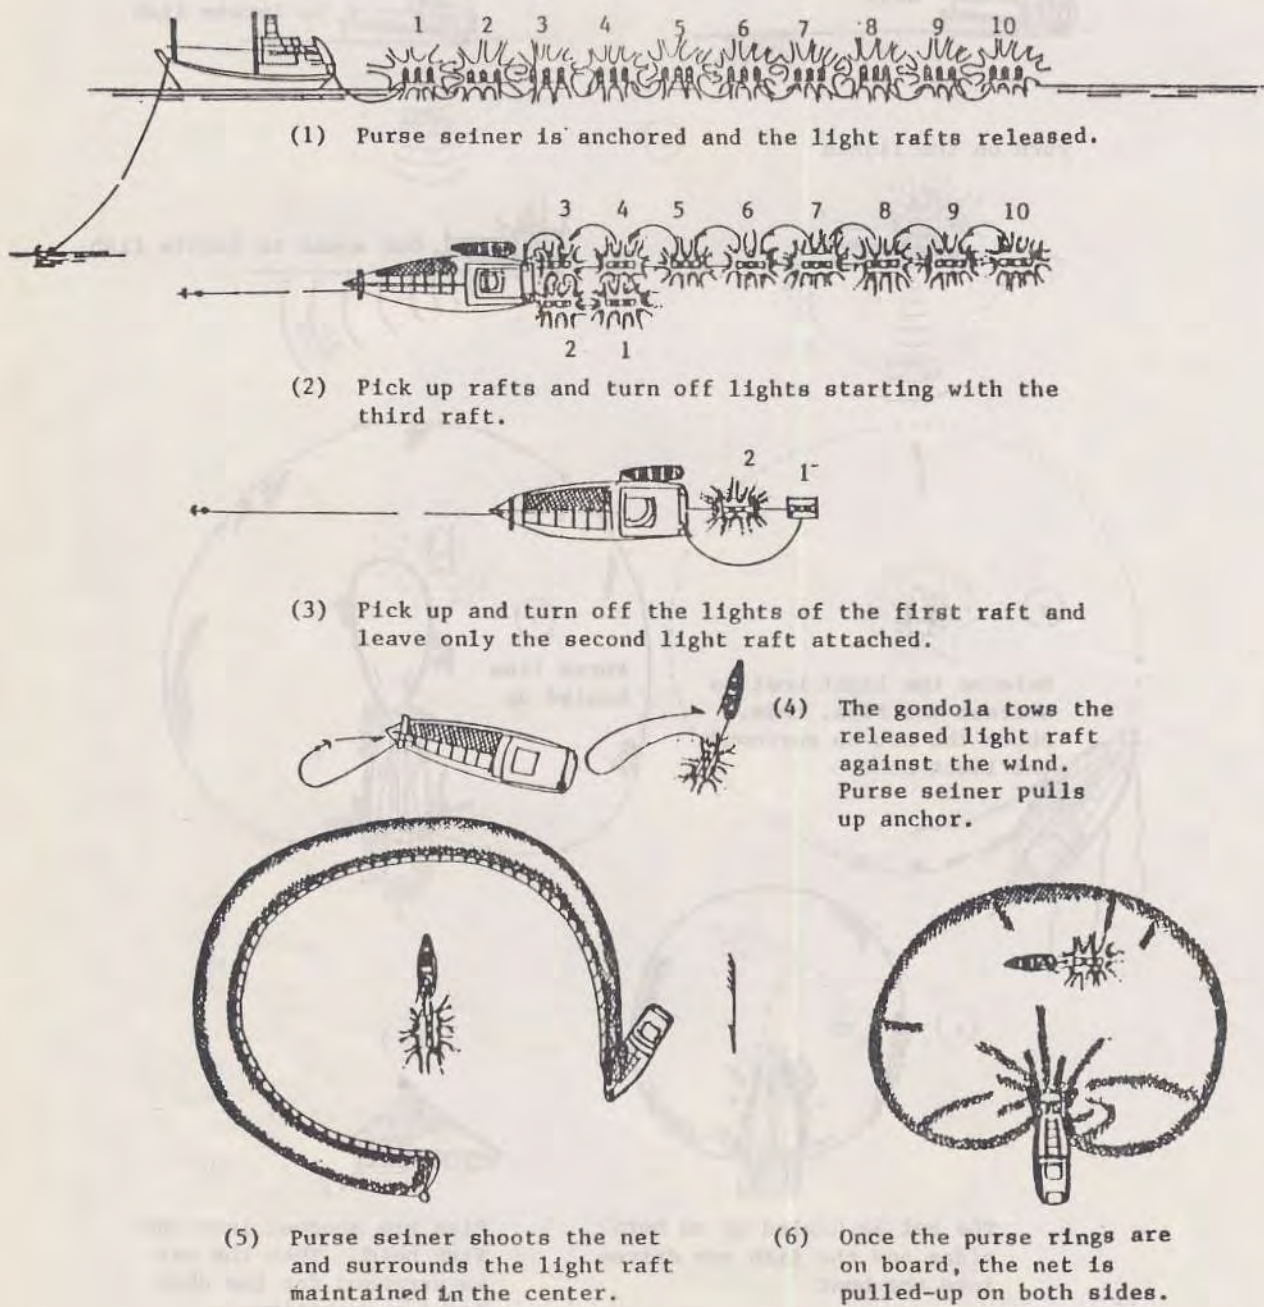 1 2 3 4 5 6 7 8 9 10
(1) Purse seiner is anchored and the light rafts released.
3 4 5 6 7 8 9 10
2 1
(2) Pick up rafts and turn off lights starting with the
third raft.
2 1
(3) Pick up and turn off the lights of the first raft and
leave only the second light raft attached.
(4) The gondola tows the
released light raft
against the wind.
Purse seiner pulls
up anchor.
(5) Purse seiner shoots the net
and surrounds the light raft
maintained in the center.
(6) Once the purse rings are
on board, the net is
pulled-up on both sides.